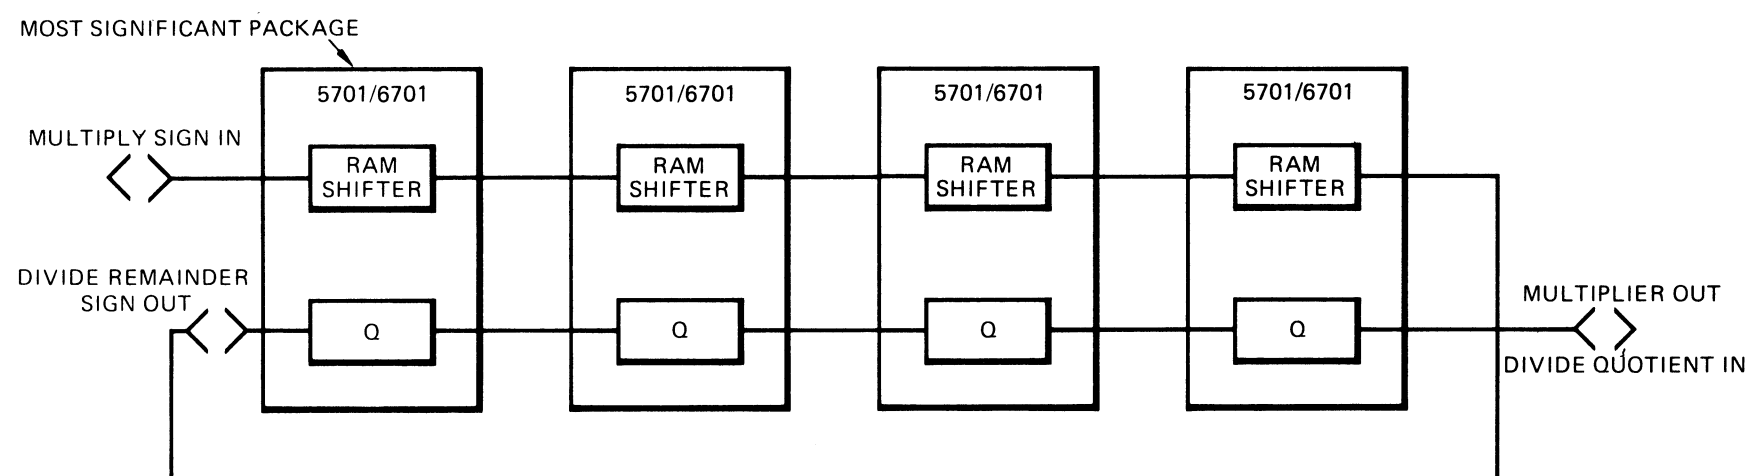 MOST SIGNIFICANT PACKAGE
5701/6701
5701/6701
5701/6701
5701/6701
MULTIPLY SIGN IN
RAM
SHIFTER
RAM
SHIFTER
RAM
SHIFTER
RAM
SHIFTER
DIVIDE REMAINDER
SIGN OUT
Q
Q
Q
Q
MULTIPLIER OUT
DIVIDE QUOTIENT IN